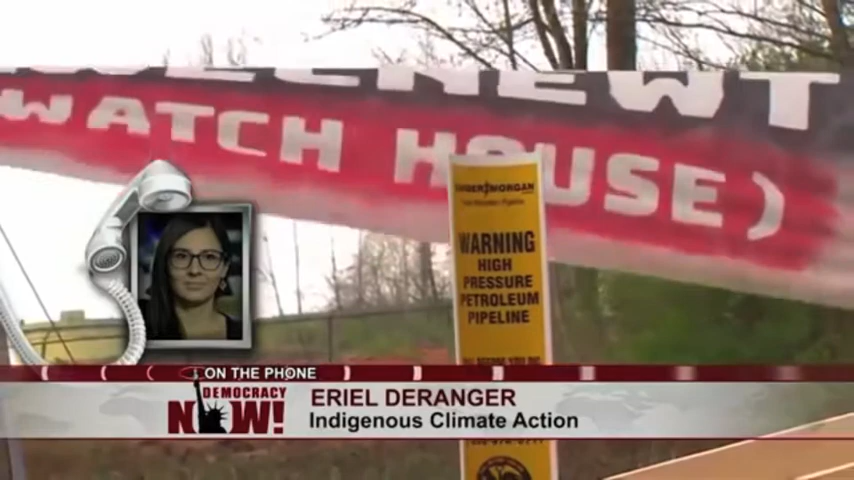 WATCH HOUSE)
KINDER MORGAN
WARNING
HIGH
PRESSURE
PETROLEUM
PIPELINE
ON THE PHONE
DEMOCRACY
NOW!
ERIEL DERANGER
Indigenous Climate Action